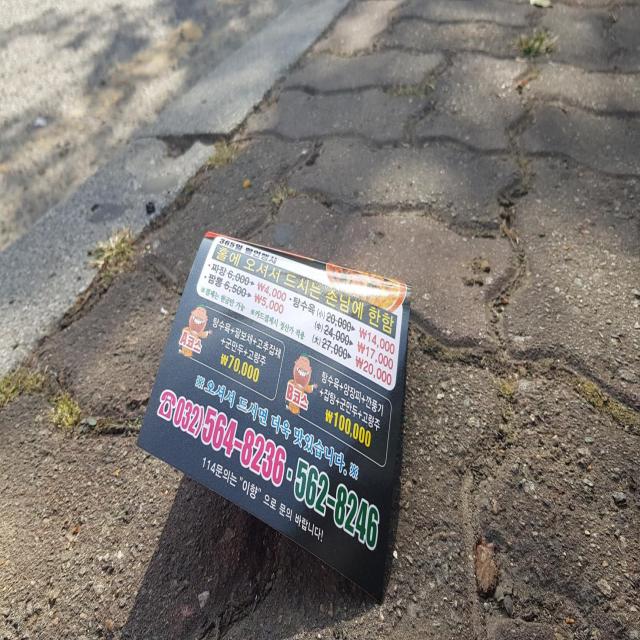 365일 할인행사
홀에 오셔서 드시는 손님에 한함
·짜장 6,000→ ₩4,000
·짬뽕 6,500→ ₩5,000
·탕수육 (小) 20,000→ ₩14,000
(中) 24,000→ ₩17,000
(大) 27,000→ ₩20,000
A코스
탕수육+팔보채+고추잡채
+군만두+고량주
₩70,000
B코스
탕수육+양장피+깐풍기
+잡탕+군만두+고량주
₩100,000
※오셔서 드시면 더욱 맛있습니다.※
☎(032)564-8236·562-8246
114문의는 "이향" 으로 문의 바랍니다!